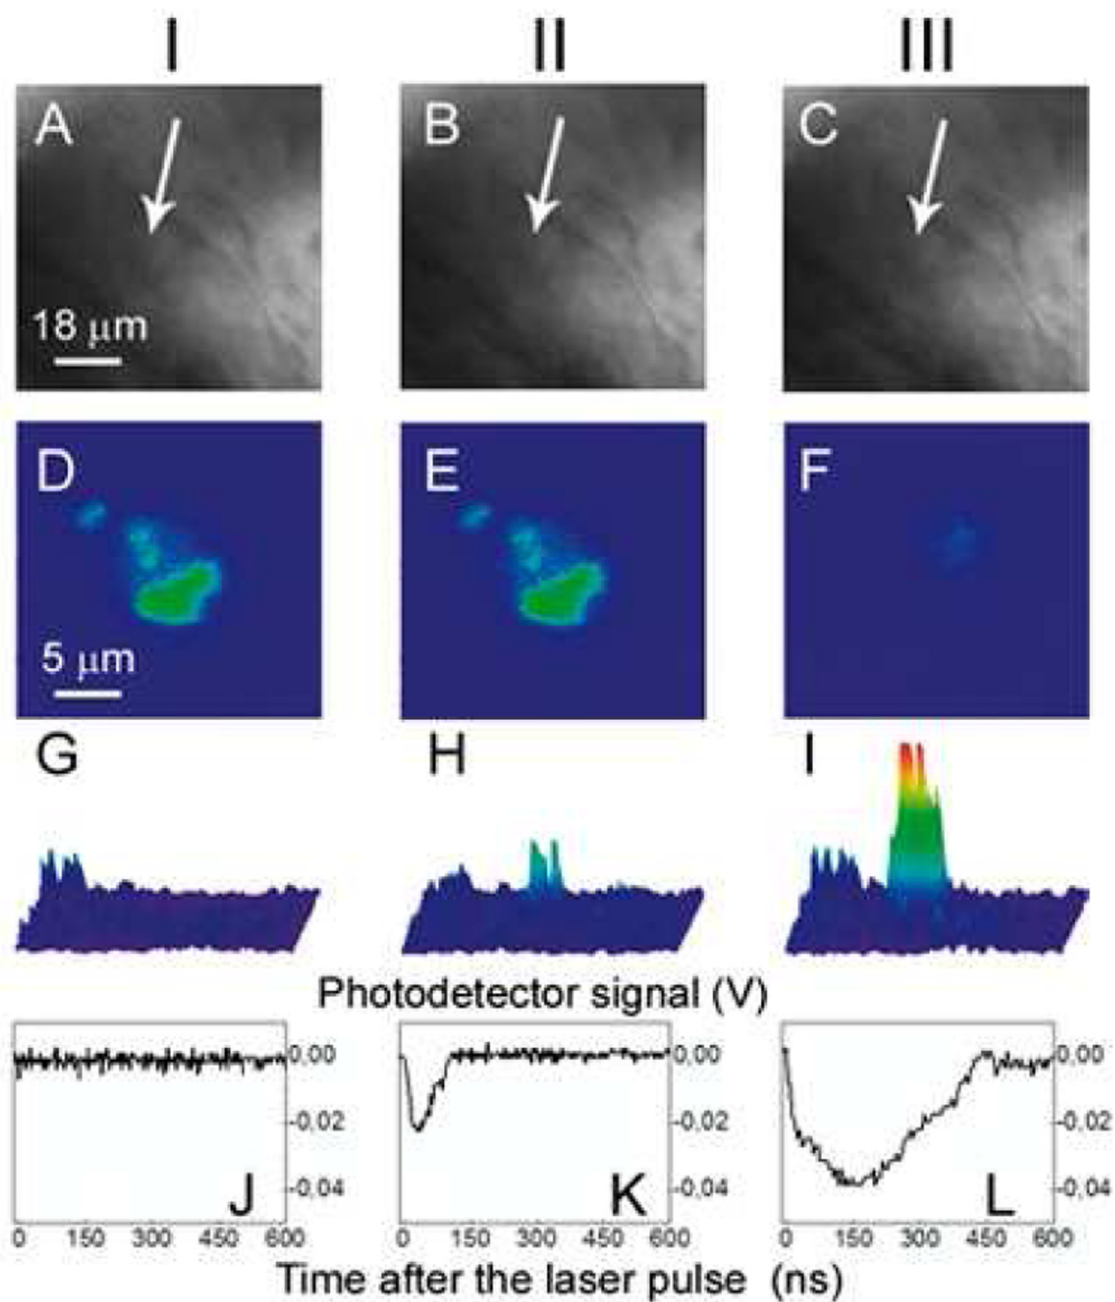 I II III
A B C
18 μm
D E F
5 μm
G H I
Photodetector signal (V)
0,00 0,00 0,00
-0,02 -0,02 -0,02
-0,04 -0,04 -0,04
J K L
0 150 300 450 600 0 150 300 450 600 0 150 300 450 600
Time after the laser pulse (ns)